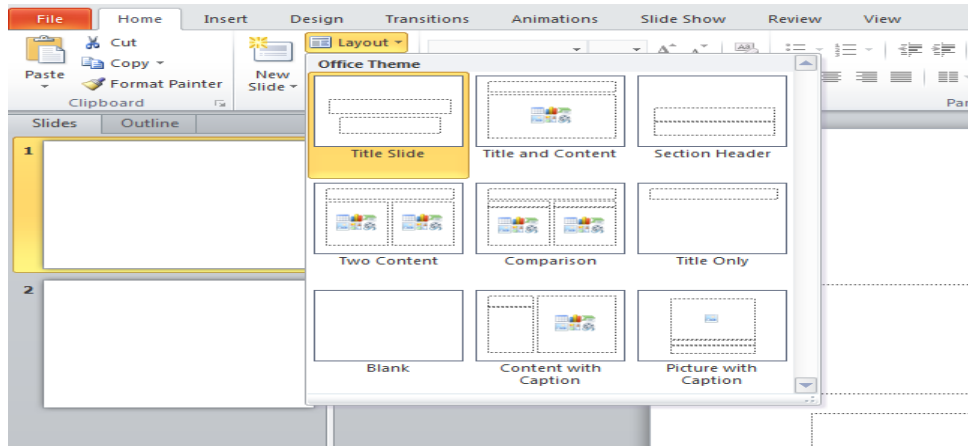 File Home Insert Design Transitions Animations Slide Show Review View
Cut
Copy
Format Painter
Paste
Clipboard
New
Slide
Layout
Slides Outline
1
2
Office Theme
Title Slide Title and Content Section Header
Two Content Comparison Title Only
Blank Content with
Caption Picture with
Caption
Par